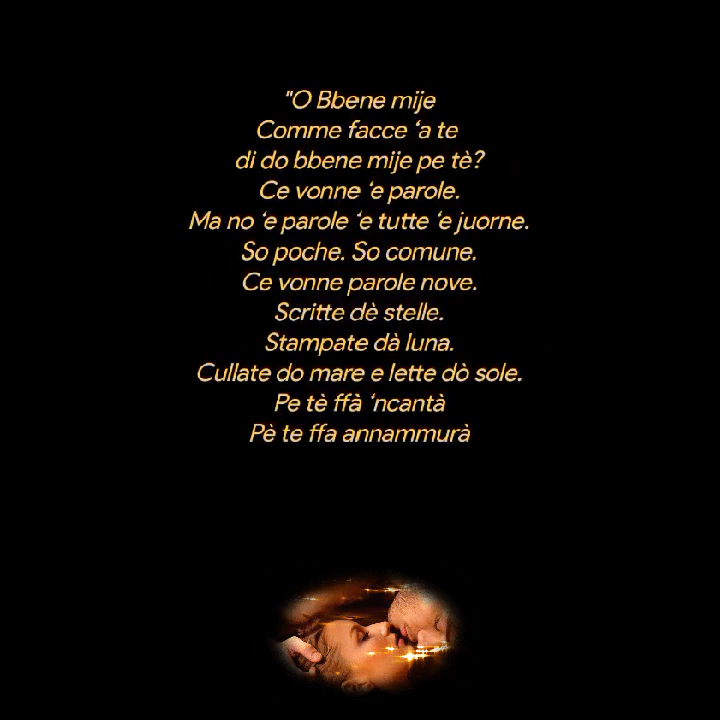 "O Bbene mije
Comme facce ‘a te
di do bbene mije pe tè?
Ce vonne ‘e parole.
Ma no ‘e parole ‘e tutte ‘e juorne.
So poche. So comune.
Ce vonne parole nove.
Scritte dè stelle.
Stampate dà luna.
Cullate do mare e lette dò sole.
Pe tè ffà ‘ncantà
Pè te ffa annammurà